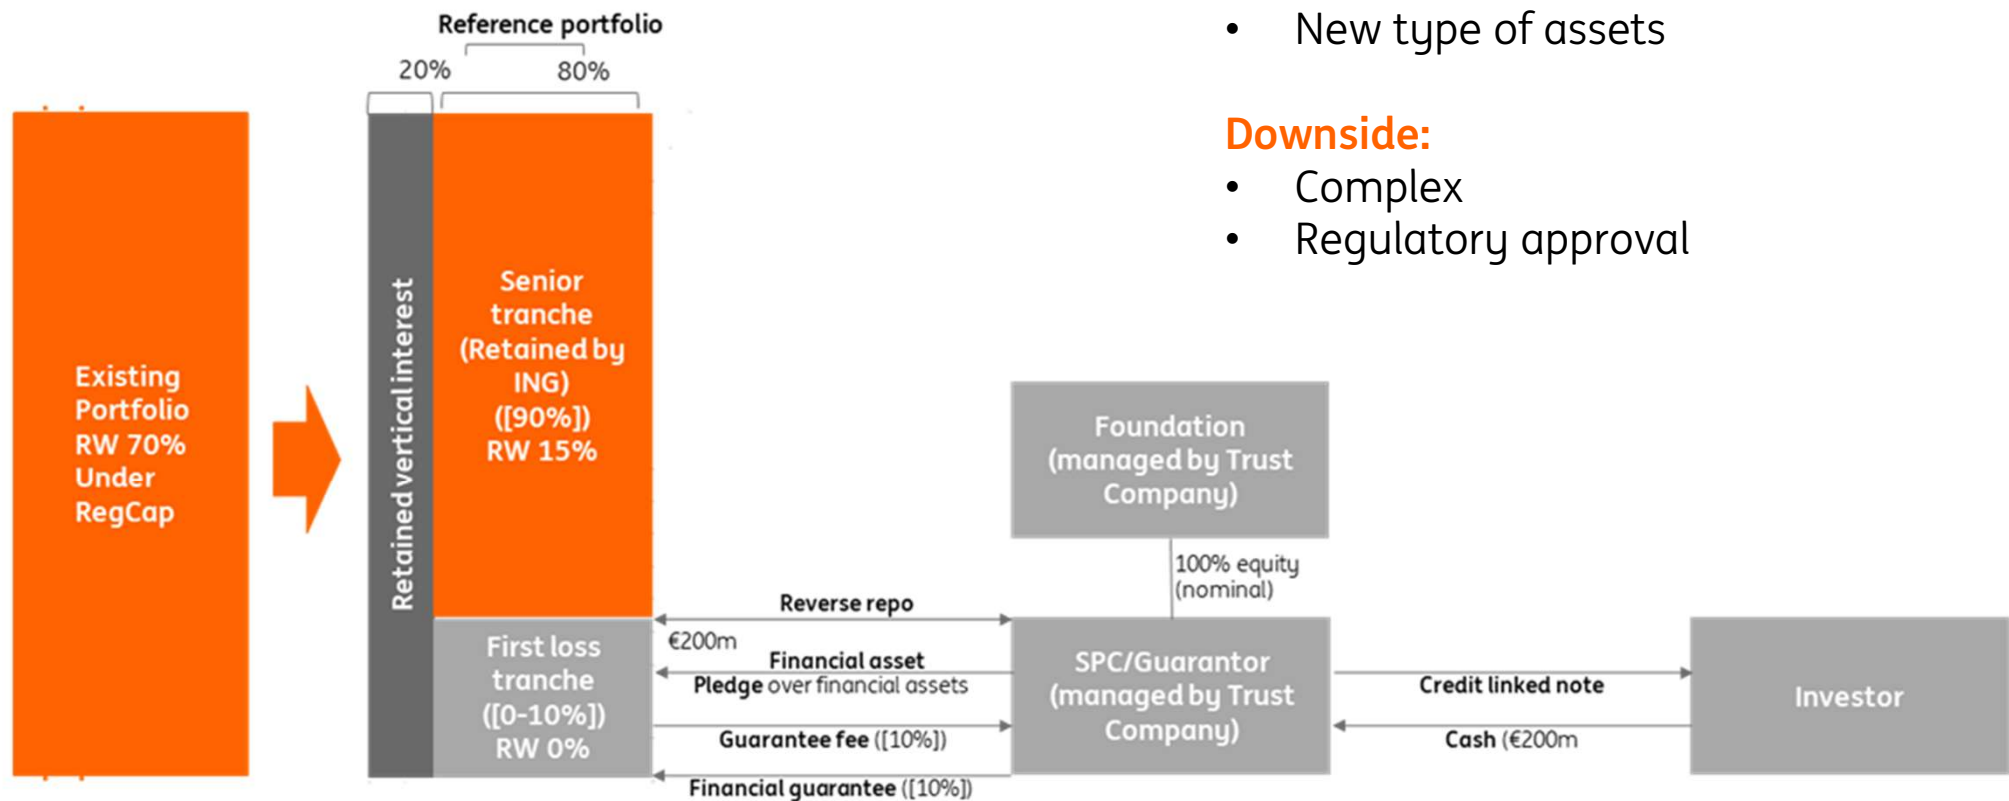 Reference portfolio
20%
80%
Existing
Portfolio
RW 70%
Under
RegCap
Retained vertical interest
Senior
tranche
(Retained by
ING)
([90%])
RW 15%
First loss
tranche
([0-10%])
RW 0%
Reverse repo
€200m
Financial asset
Pledge over financial assets
Guarantee fee ([10%])
Financial guarantee ([10%])
Foundation
(managed by Trust
Company)
100% equity
(nominal)
SPC/Guarantor
(managed by Trust
Company)
Credit linked note
Cash (€200m
Investor
• New type of assets
Downside:
• Complex
• Regulatory approval